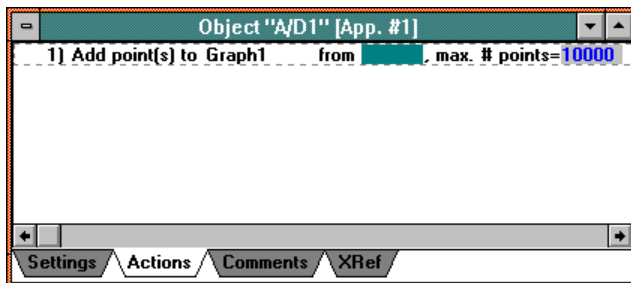 Object "A/D1" [App. #1]
1) Add point(s) to Graph1 from , max. # points=10000
Settings Actions Comments XRef